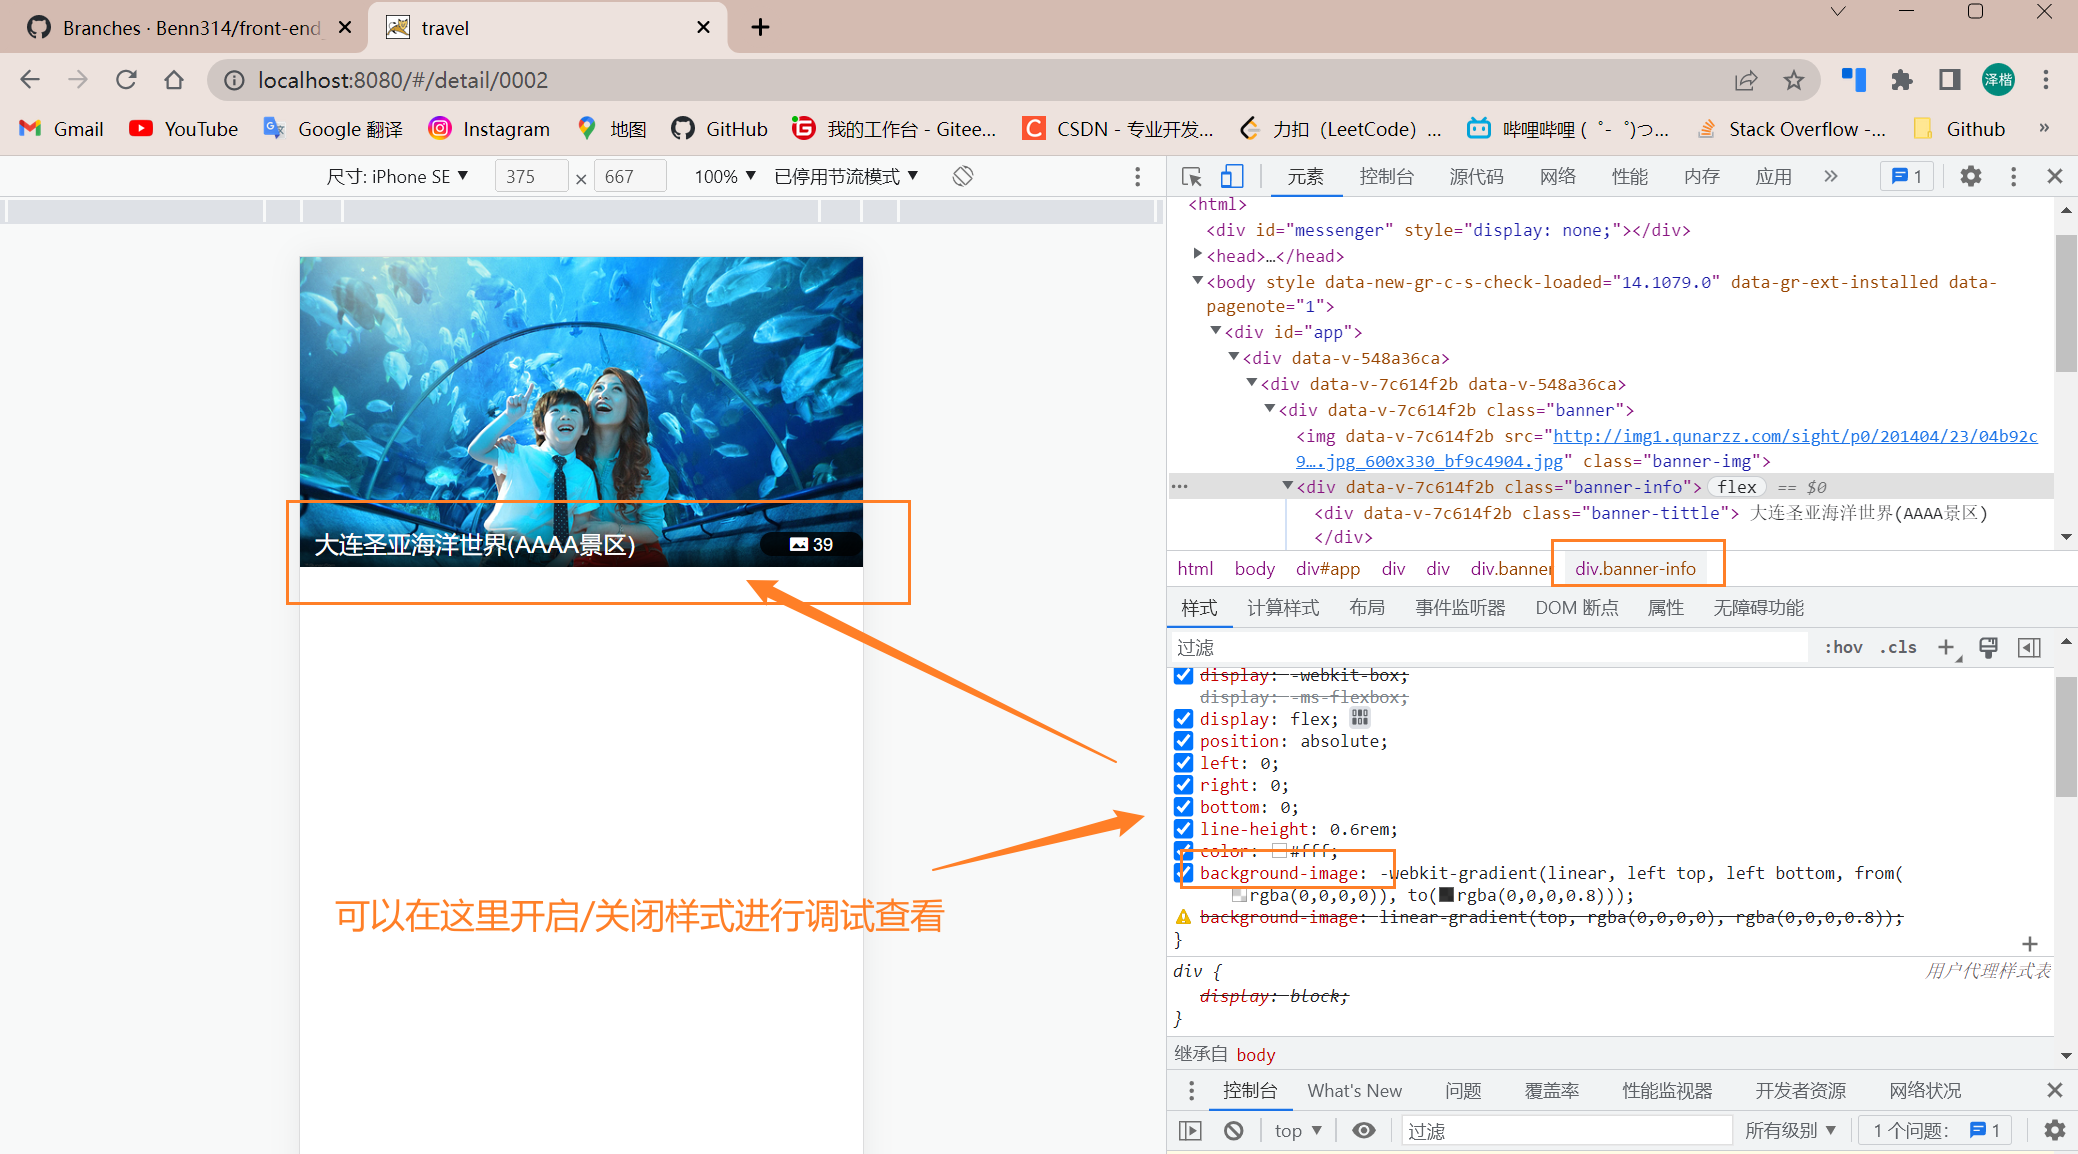 Branches · Benn314/front-end_
travel
localhost:8080/#/detail/0002
泽楷
Gmail
YouTube
Google 翻译
Instagram
地图
GitHub
我的工作台 - Gitee...
CSDN - 专业开发...
力扣（LeetCode） ...
哔哩哔哩 ( ゜- ゜)つ...
Stack Overflow -...
Github
»
尺寸: iPhone SE ▼
375 × 667
100% ▼
已停用节流模式 ▼
元素
控制台
源代码
网络
性能
内存
应用
»
1
<html>
<div id="messenger" style="display: none;"></div>
▶<head>…</head>
▼<body style data-new-gr-c-s-check-loaded="14.1079.0" data-gr-ext-installed data-
pagenote="1">
▼<div id="app">
▼<div data-v-548a36ca>
▼<div data-v-7c614f2b data-v-548a36ca>
▼<div data-v-7c614f2b class="banner">
<img data-v-7c614f2b src="http://img1.qunarzz.com/sight/p0/201404/23/04b92c
9….jpg_600x330_bf9c4904.jpg" class="banner-img">
▼<div data-v-7c614f2b class="banner-info"> flex == $0
<div data-v-7c614f2b class="banner-tittle"> 大连圣亚海洋世界(AAAA景区)
</div>
大连圣亚海洋世界(AAAA景区)
39
可以在这里开启/关闭样式进行调试查看
html body div#app div div div.banner div.banner-info
样式
计算样式
布局
事件监听器
DOM 断点
属性
无障碍功能
过滤
:hov .cls
display: -webkit-box;
display: -ms-flexbox;
display: flex;
position: absolute;
left: 0;
right: 0;
bottom: 0;
line-height: 0.6rem;
color: #fff;
background-image: -webkit-gradient(linear, left top, left bottom, from(
rgba(0,0,0,0)), to(rgba(0,0,0,0.8)));
background-image: linear-gradient(top, rgba(0,0,0,0), rgba(0,0,0,0.8));
}
div {
用户代理样式表
display: block;
}
继承自 body
控制台
What's New
问题
覆盖率
性能监视器
开发者资源
网络状况
top ▼
过滤
所有级别 ▼
1 个问题: 1